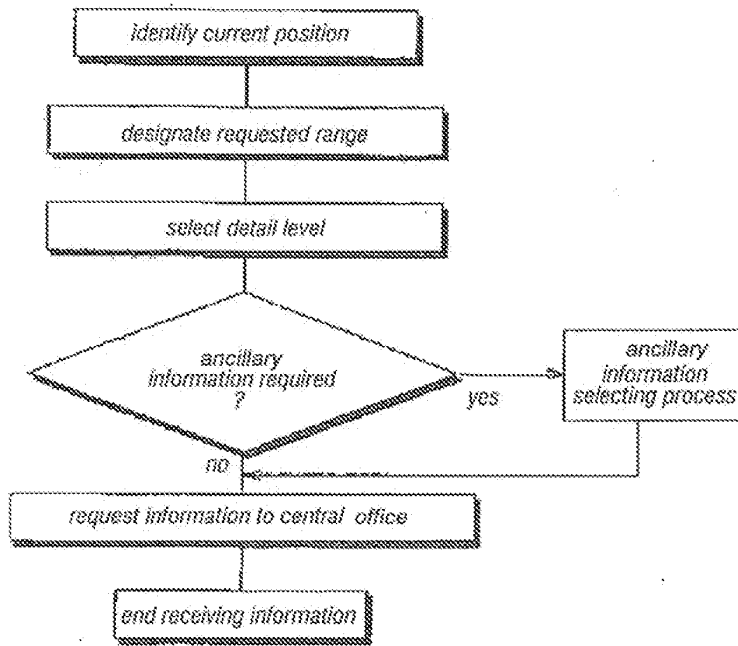 identify current position
designate requested range
select detail level
ancillary
information required
?
yes
ancillary
information
selecting process
no
request information to central office
end receiving information